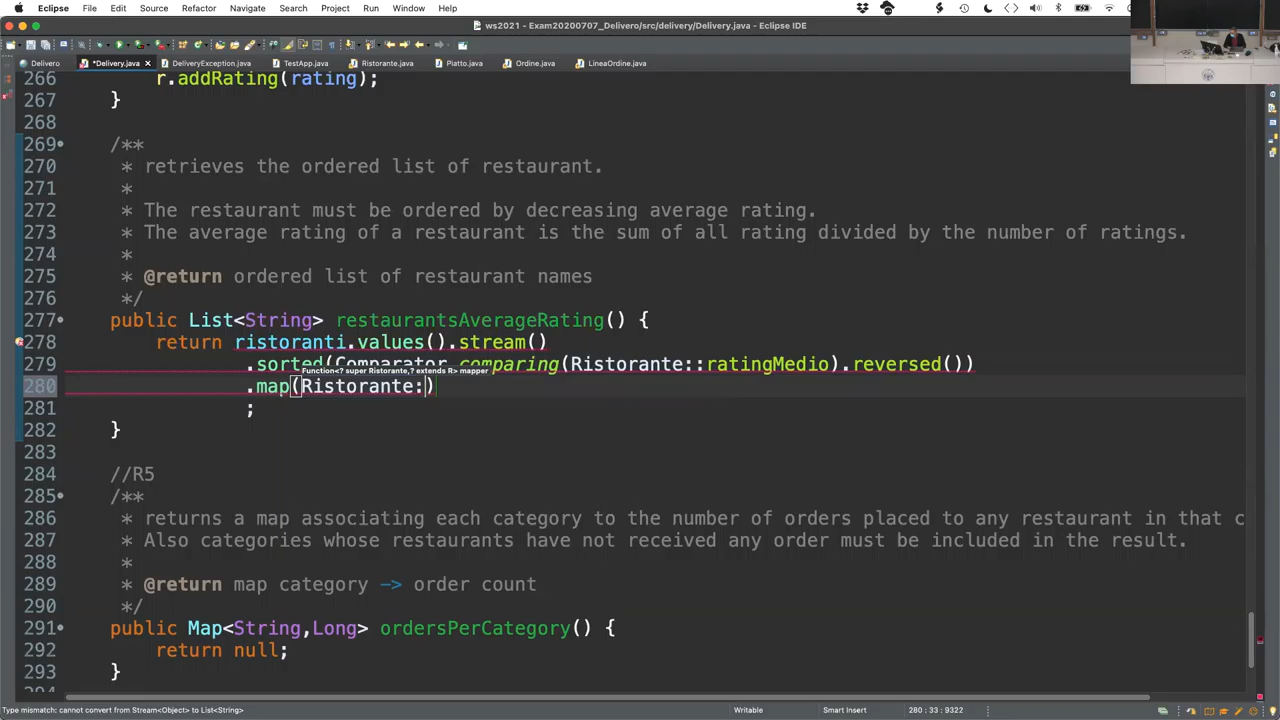 Eclipse File Edit Source Refactor Navigate Search Project Run Window Help
ws2021 - Exam20200707_Delivero/src/delivery/Delivery.java - Eclipse IDE
Delivero *Delivery.java DeliveryException.java TestApp.java Ristorante.java Piatto.java Ordine.java LineaOrdine.java
266 r.addRating(rating);
267 }
268
269 /**
270 * retrieves the ordered list of restaurant.
271 *
272 * The restaurant must be ordered by decreasing average rating.
273 * The average rating of a restaurant is the sum of all rating divided by the number of ratings.
274 *
275 * @return ordered list of restaurant names
276 */
277 public List<String> restaurantsAverageRating() {
278 return ristoranti.values().stream()
279 .sorted(Comparator.comparing(Ristorante::ratingMedio).reversed())
Function<? super Ristorante,? extends R> mapper
280 .map(Ristorante:)
281 ;
282 }
283
284 //R5
285 /**
286 * returns a map associating each category to the number of orders placed to any restaurant in that c
287 * Also categories whose restaurants have not received any order must be included in the result.
288 *
289 * @return map category -> order count
290 */
291 public Map<String,Long> ordersPerCategory() {
292 return null;
293 }
294
Type mismatch: cannot convert from Stream<Object> to List<String> Writable Smart Insert 280 : 33 : 9322